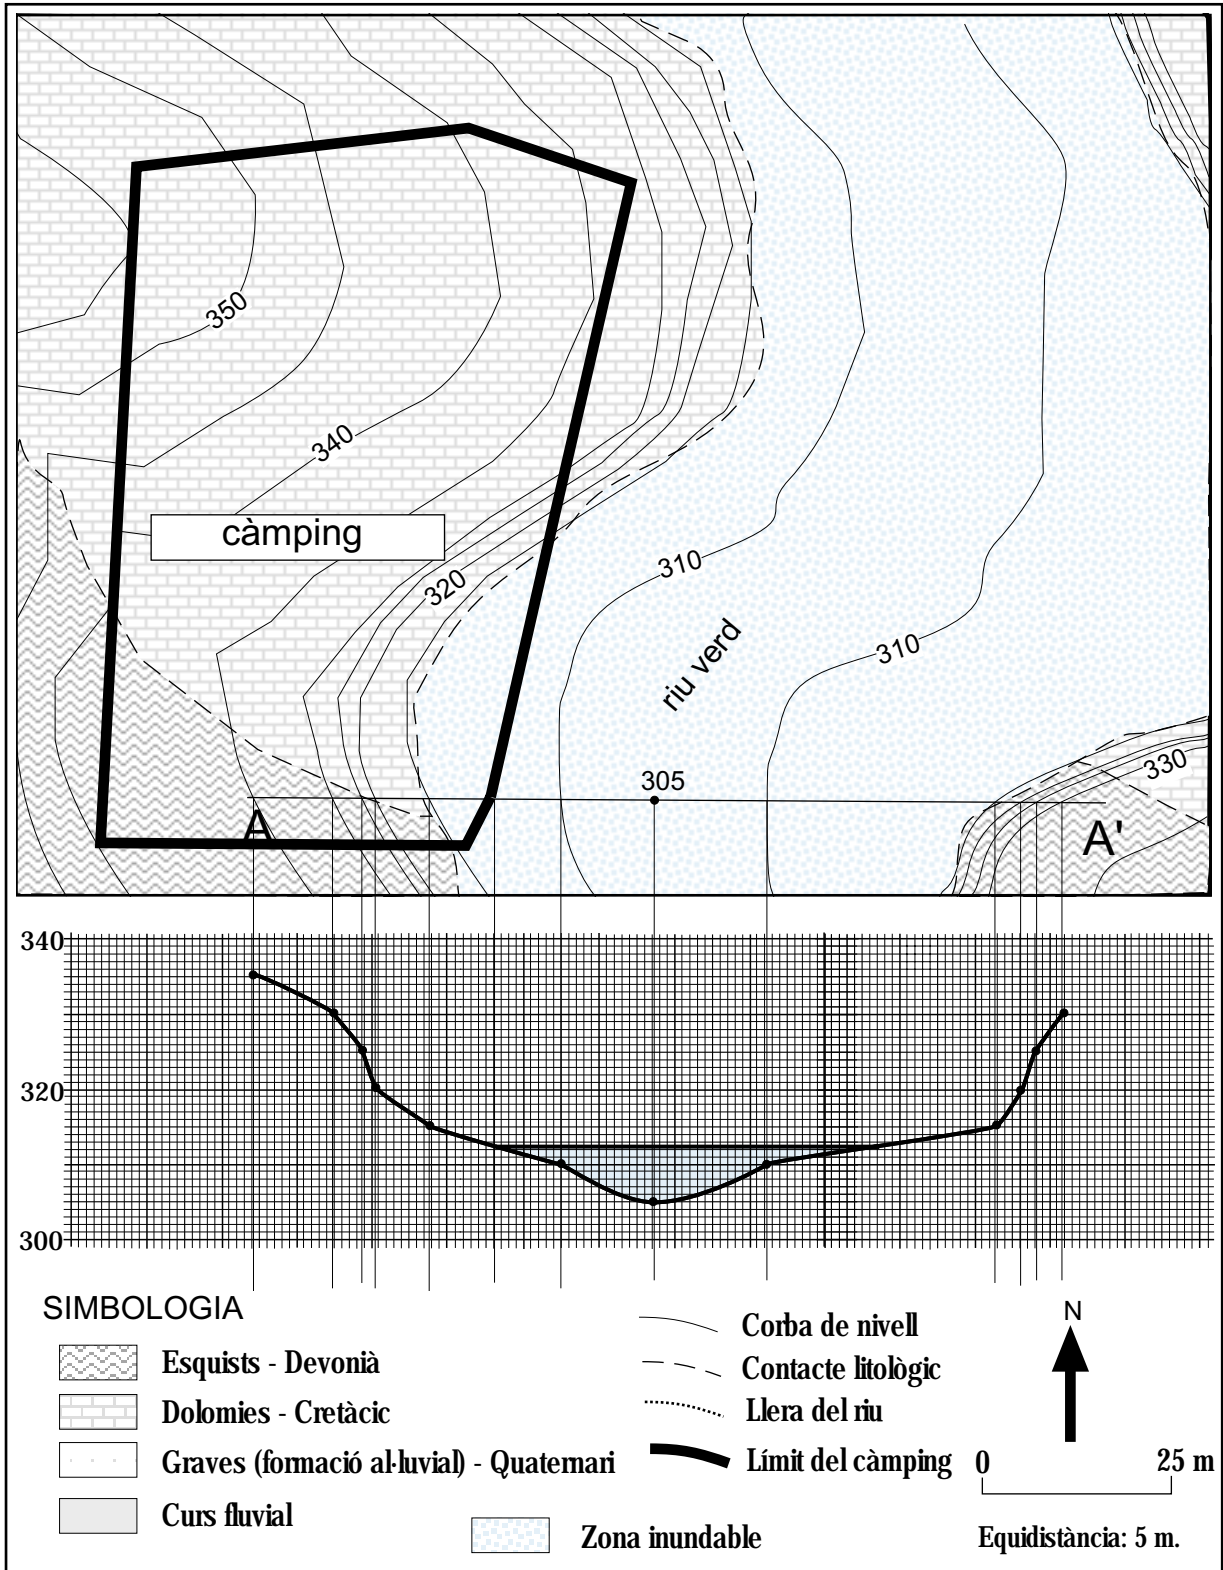 350
340
càmping
320
310
riu verd
310
305
330
A
A'
340
320
300
SIMBOLOGIA
Esquists - Devonià
Dolomies - Cretàcic
Graves (formació al·luvial) - Quaternari
Curs fluvial
Zona inundable
Corba de nivell
Contacte litològic
Llera del riu
Límit del càmping
N
0 25 m
Equidistància: 5 m.